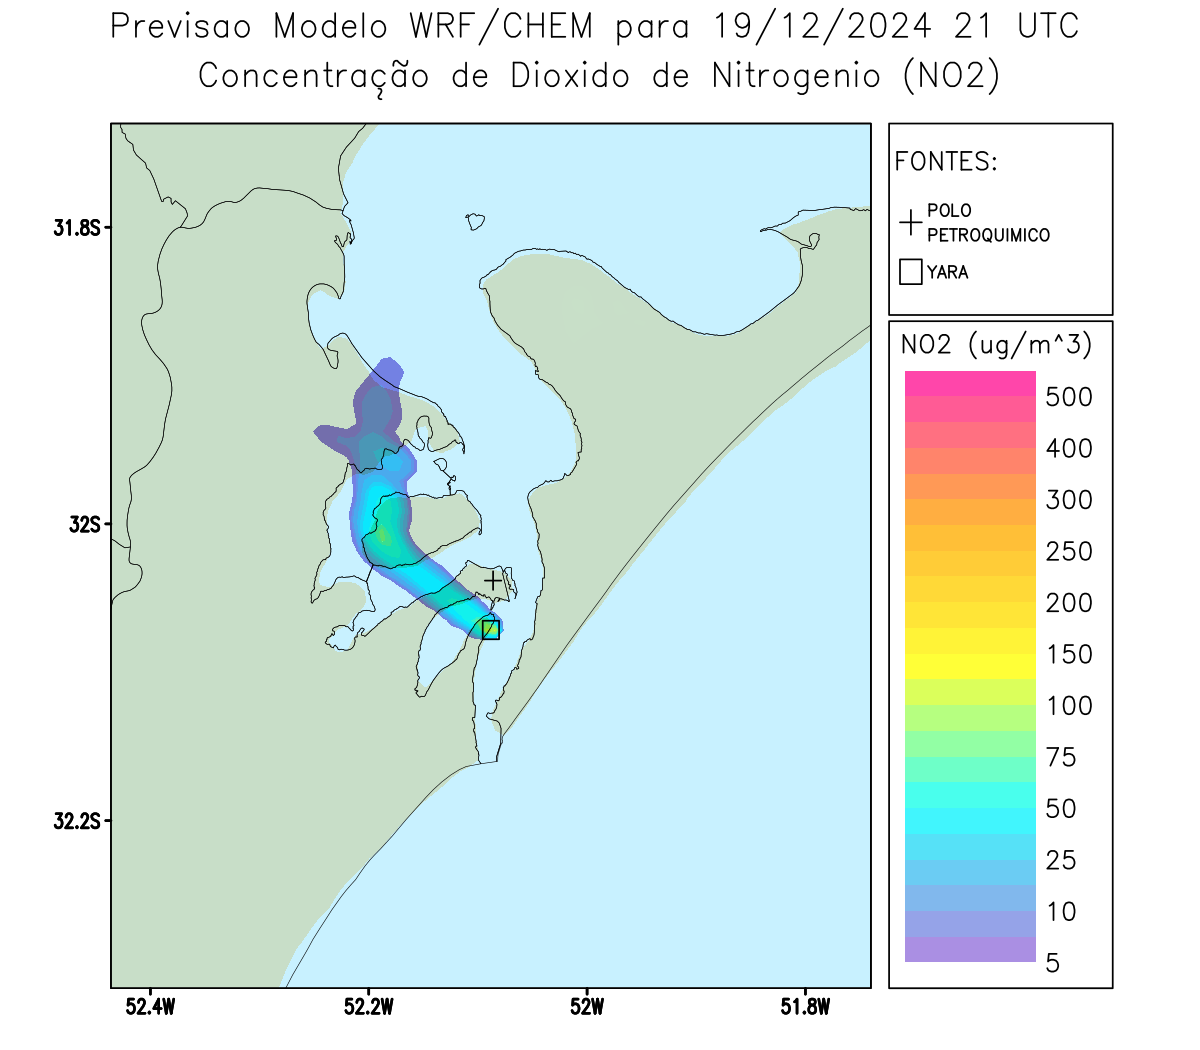 Previsao Modelo WRF/CHEM para 19/12/2024 21 UTC
Concentração de Dioxido de Nitrogenio (NO2)
FONTES:
POLO
PETROQUIMICO
YARA
NO2 (ug/m^3)
500
400
300
250
200
150
100
75
50
25
10
5
31.8S
32S
32.2S
52.4W
52.2W
52W
51.8W